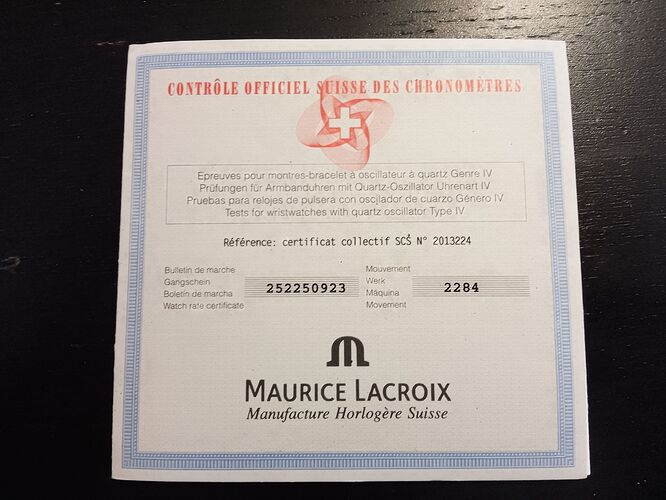 CONTRÔLE OFFICIEL SUISSE DES CHRONOMÈTRES
Epreuves pour montres-bracelet à oscillateur à quartz Genre IV
Prüfungen für Armbanduhren mit Quartz-Oszillator Uhrenart IV
Pruebas para relojes de pulsera con oscilador de cuarzo Género IV
Tests for wristwatches with quartz oscillator Type IV
Référence: certificat collectif SCS N° 2013224
Bulletin de marche
Gangschein
Boletín de marcha
Watch rate certificate
252250923
Mouvement
Werk
Máquina
Movement
2284
MAURICE LACROIX
Manufacture Horlogère Suisse